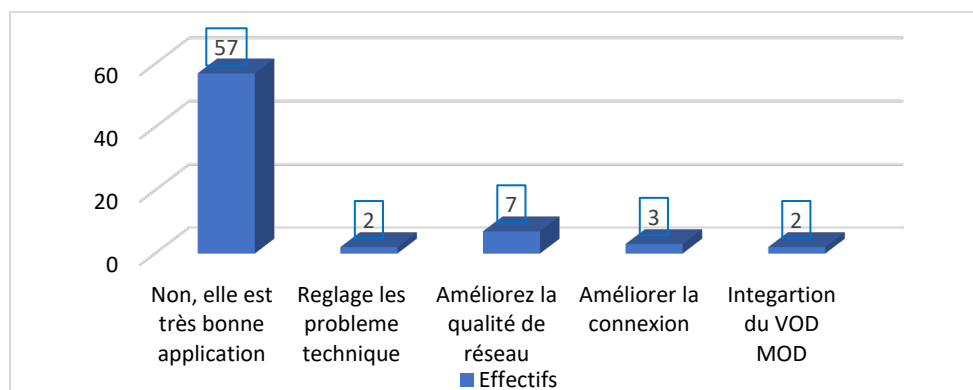 57
60
40
20
2
7
3
2
0
Non, elle est
très bonne
application
Reglage les
probleme
technique
Améliorez la
qualité de
réseau
Améliorer la
connexion
Integartion
du VOD
MOD
Effectifs